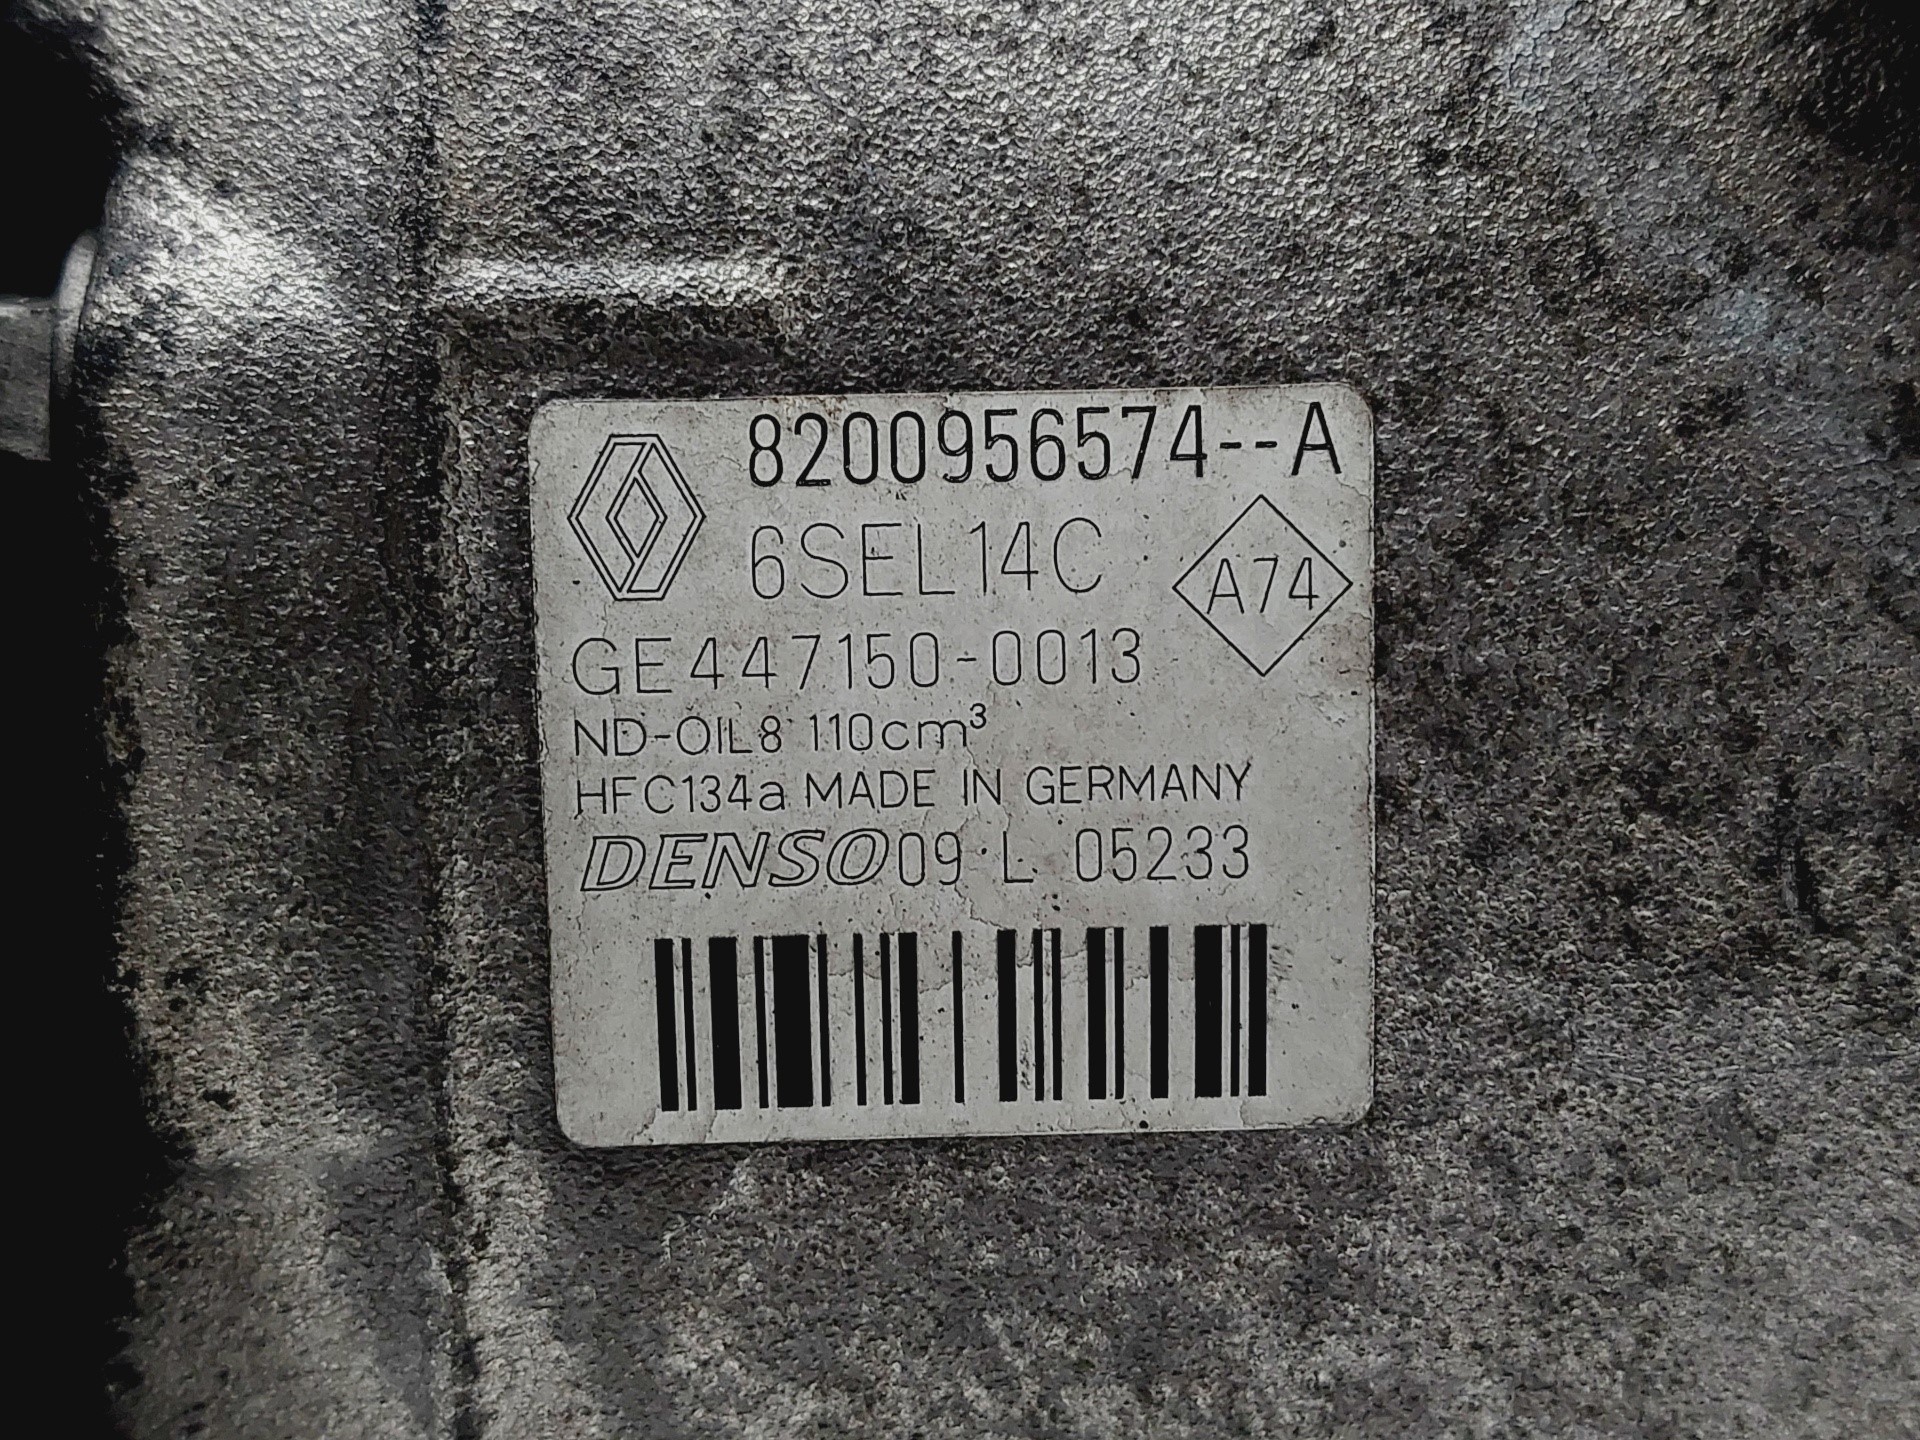 8200956574--A
6SEL14C
A74
GE447150-0013
ND-OIL8 110cm³
HFC134a MADE IN GERMANY
DENSO 09 L 05233